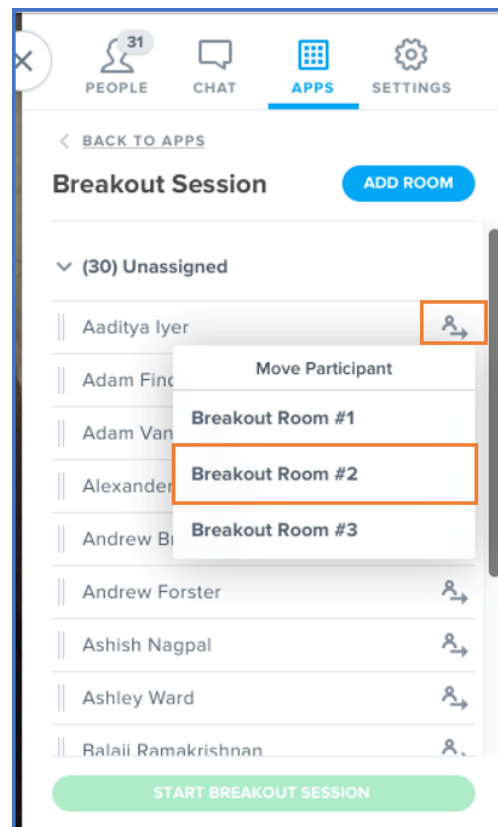 31
PEOPLE CHAT APPS SETTINGS
BACK TO APPS
Breakout Session ADD ROOM
(30) Unassigned
Aaditya Iyer
Move Participant
Adam Find
Breakout Room #1
Adam Van
Breakout Room #2
Alexander
Breakout Room #3
Andrew B
Andrew Forster
Ashish Nagpal
Ashley Ward
Balaji Ramakrishnan
START BREAKOUT SESSION